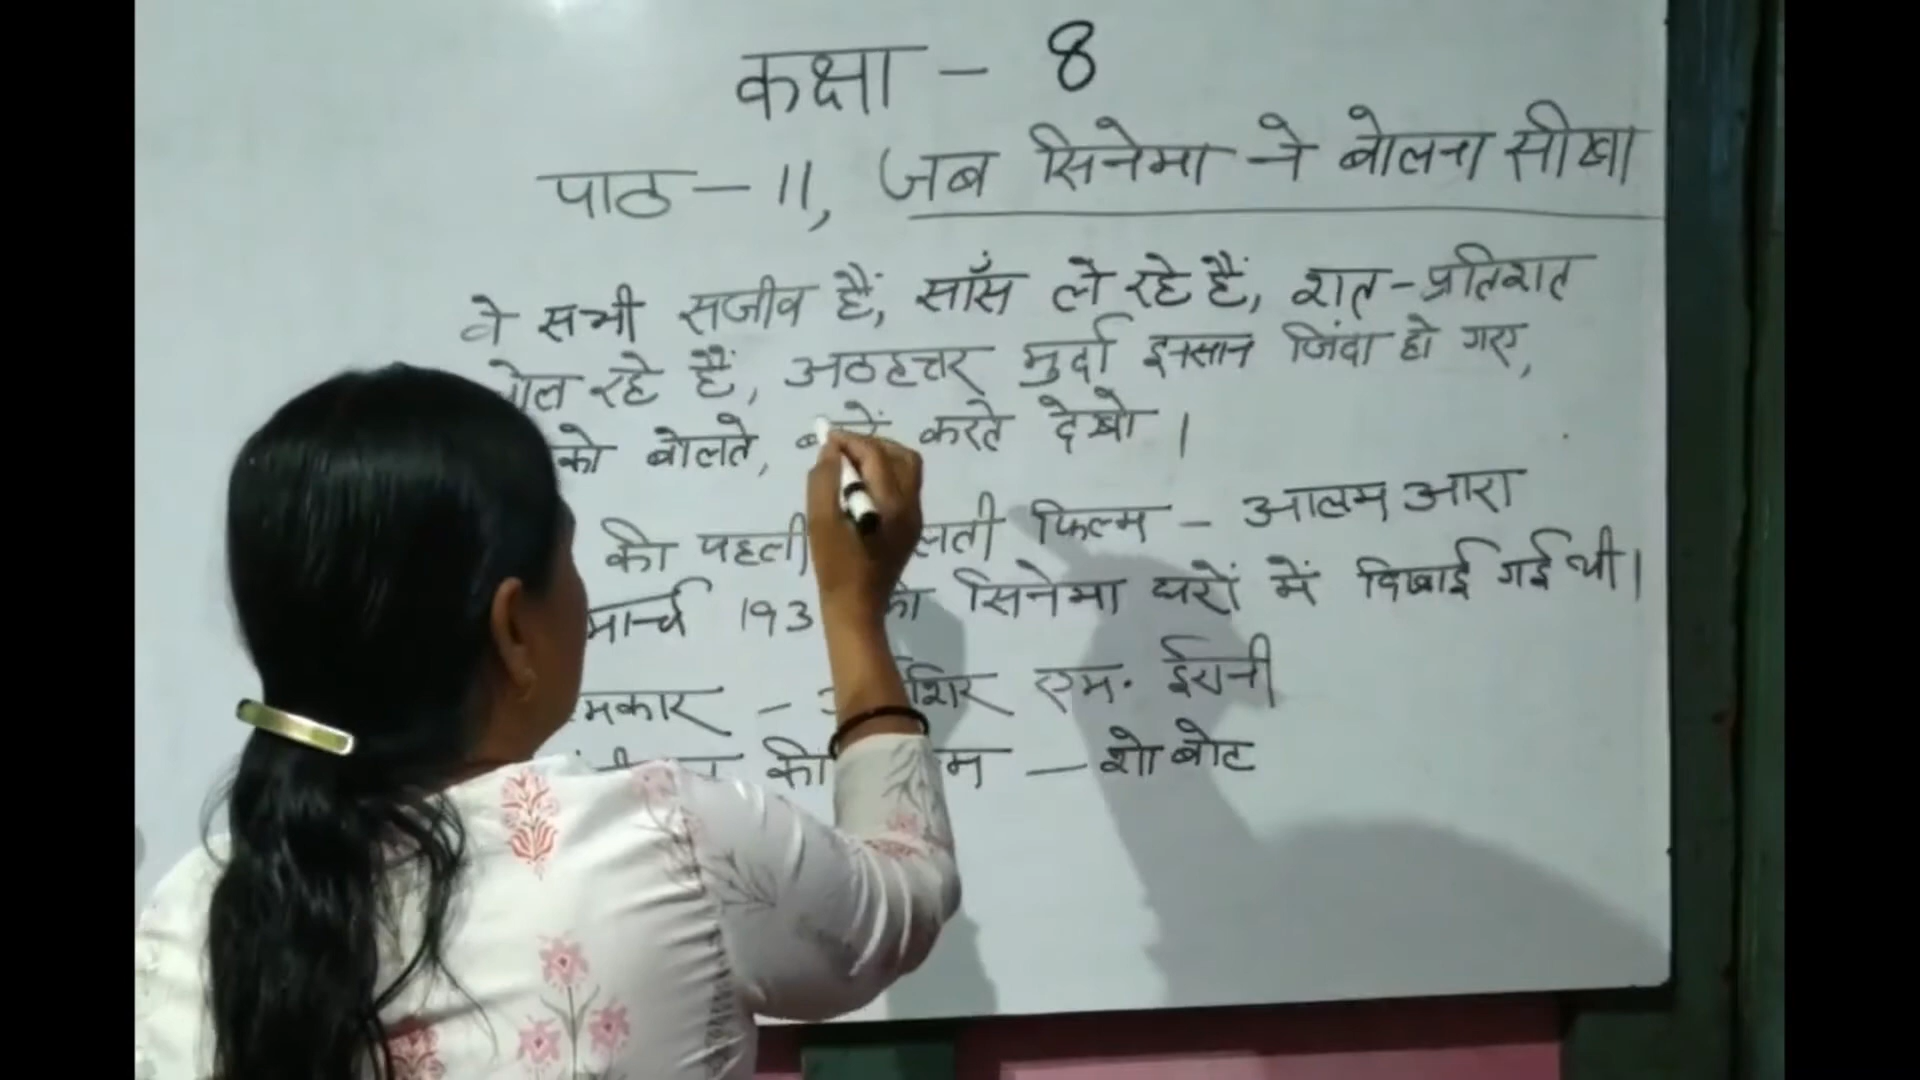 कक्षा - 8
पाठ - 11, जब सिनेमा ने बोलना सीखा
वे सभी सजीव हैं, साँस ले रहे हैं, शत-प्रतिशत
रहे हैं, अठहत्तर मुर्दा इनसान जिंदा हो गए,
को बोलते, करते देखो।
की पहली फिल्म - आलम आरा
मार्च 193 को सिनेमा घरों में दिखाई गई थी।
एम. ईरानी
की - शो बोट